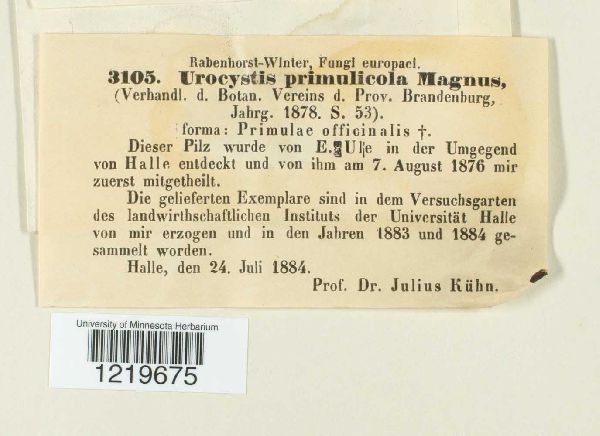 Rabenhorst-Winter, Fungi europaei.
3105. Urocystis primulicola Magnus,
(Verhandl. d. Botan. Vereins d. Prov. Brandenburg,
Jahrg. 1878. S. 53).
forma: Primulae officinalis †.
Dieser Pilz wurde von E. Ule in der Umgegend
von Halle entdeckt und von ihm am 7. August 1876 mir
zuerst mitgetheilt.
Die gelieferten Exemplare sind in dem Versuchsgarten
des landwirthschaftlichen Instituts der Universität Halle
von mir erzogen und in den Jahren 1883 und 1884 ge-
sammelt worden.
Halle, den 24. Juli 1884.
Prof. Dr. Julius Kühn.
University of Minnesota Herbarium
1219675